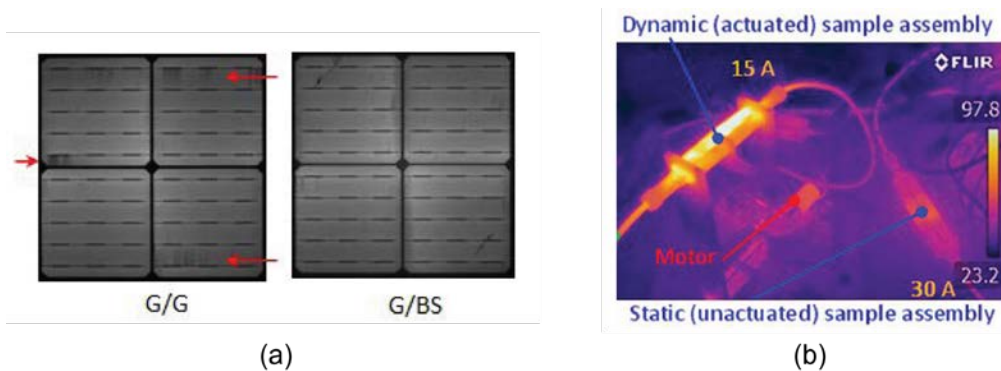 Dynamic (actuated) sample assembly
15 A
FLIR
97.8
Motor
23.2
30 A
G/G
G/BS
Static (unactuated) sample assembly
(a)
(b)